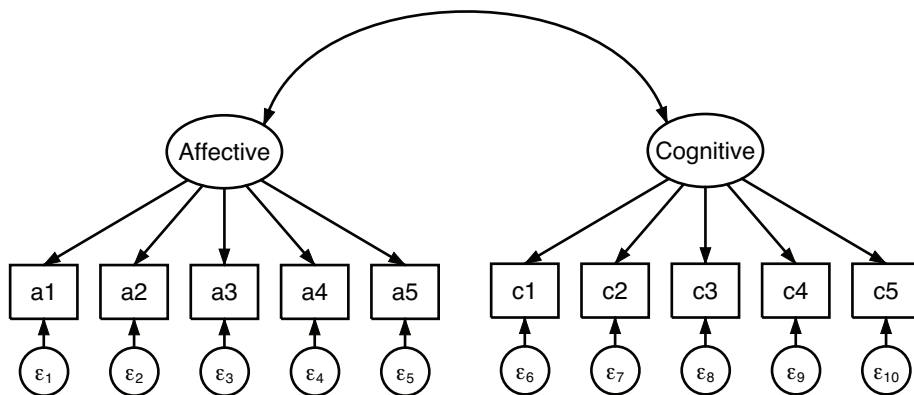 Affective Cognitive
a1 a2 a3 a4 a5 c1 c2 c3 c4 c5
ε1 ε2 ε3 ε4 ε5 ε6 ε7 ε8 ε9 ε10